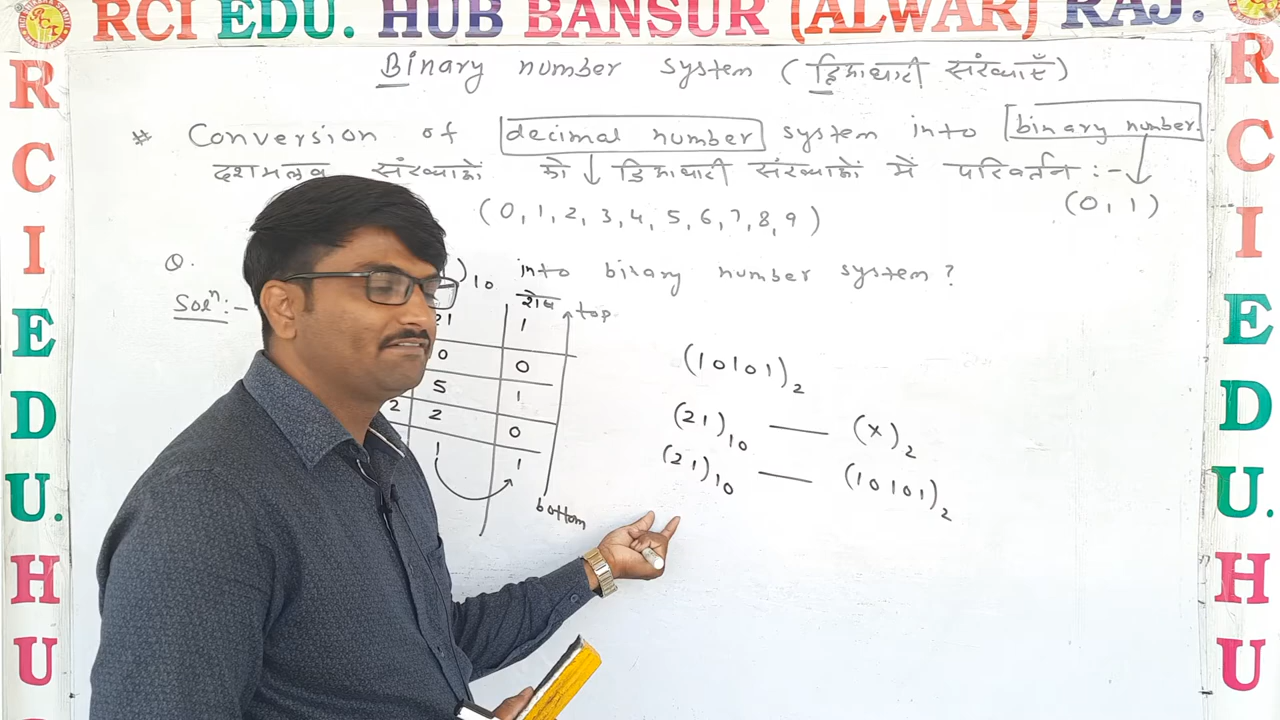 RCI EDU. HUB BANSUR (ALWAR) RAJ.
Binary number system (द्विआधारी संख्याएँ)
* Conversion of decimal number system into binary number.
दशमलव संख्याओं को द्विआधारी संख्याओं में परिवर्तन :-
(0, 1)
(0, 1, 2, 3, 4, 5, 6, 7, 8, 9)
Q. )10 into binary number system ?
Solⁿ :-
शेष
top
21 1
0 0
5 1
2 2 0
1 1
bottom
(10101)2
(21)10 — (x)2
(21)10 — (10101)2
R C I E D U. H U
R C I E D U. H U